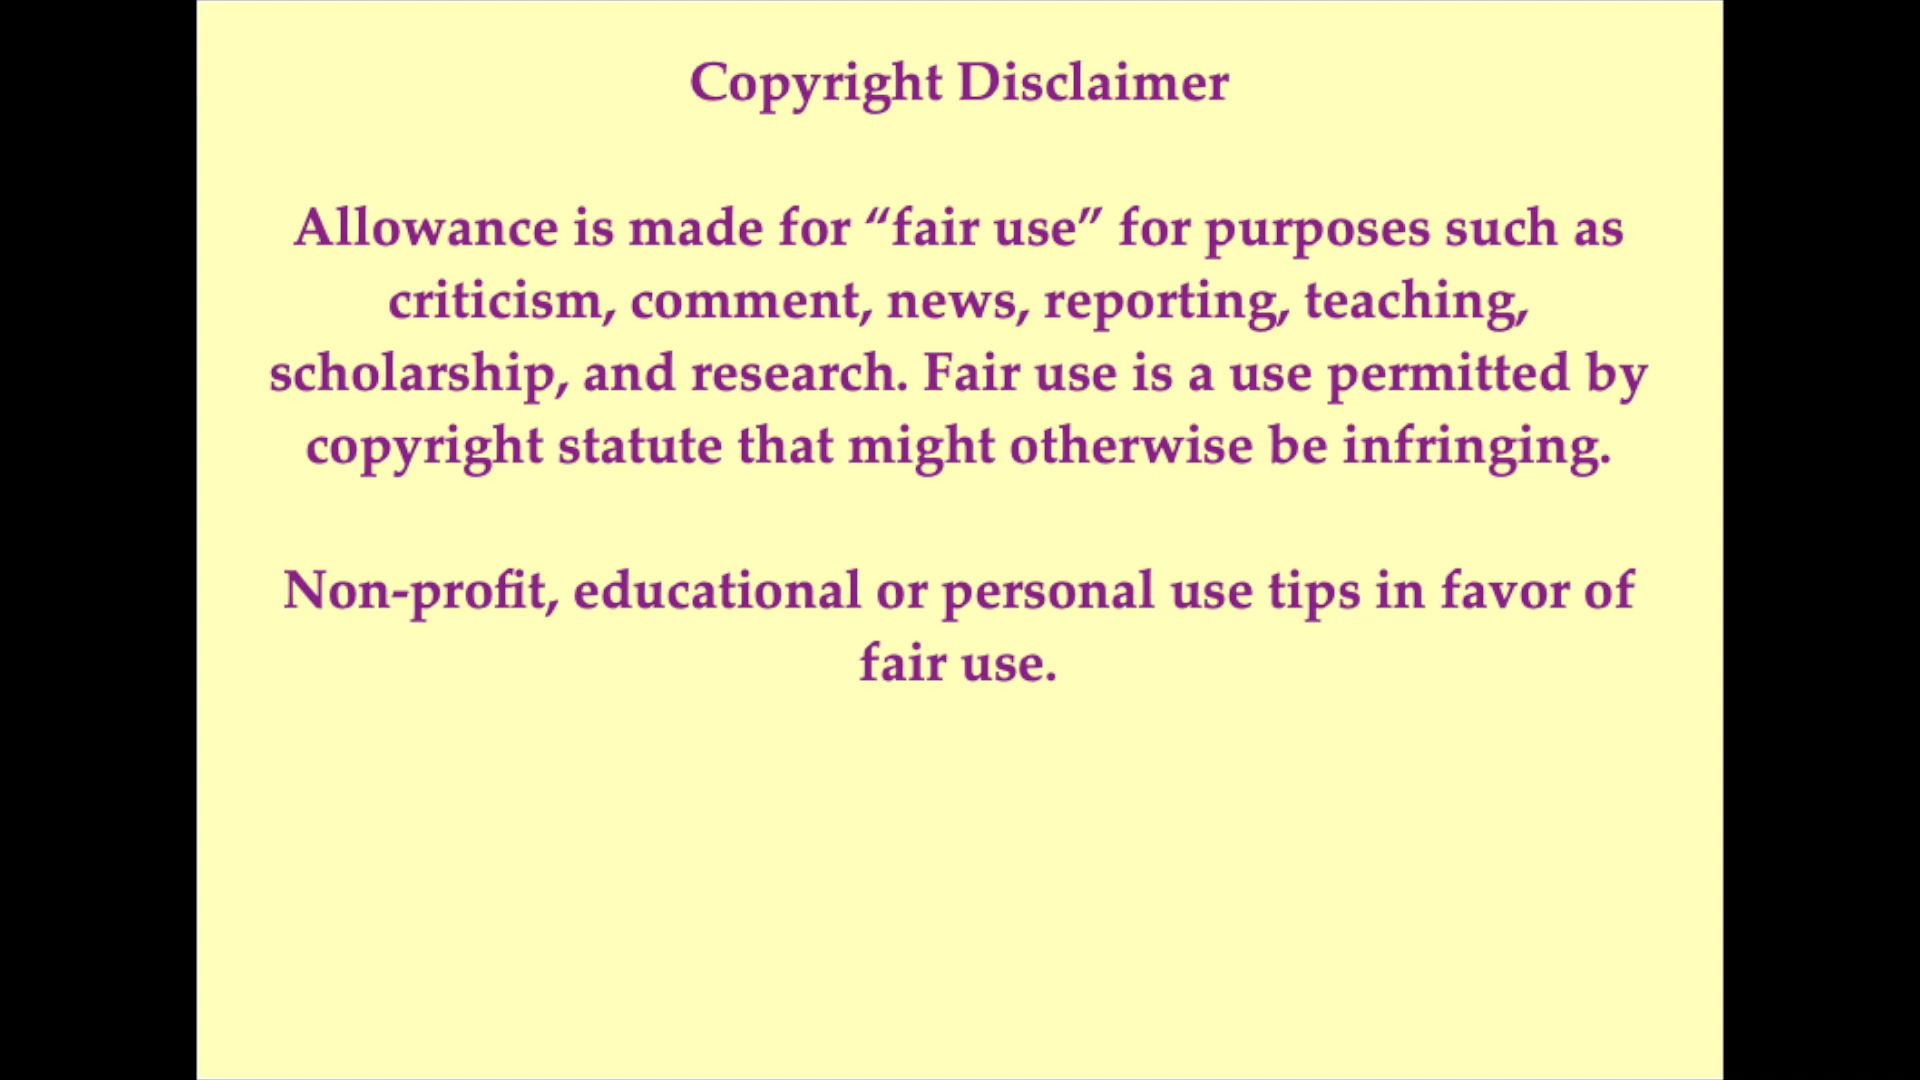 Copyright Disclaimer
Allowance is made for “fair use” for purposes such as
criticism, comment, news, reporting, teaching,
scholarship, and research. Fair use is a use permitted by
copyright statute that might otherwise be infringing.
Non-profit, educational or personal use tips in favor of
fair use.